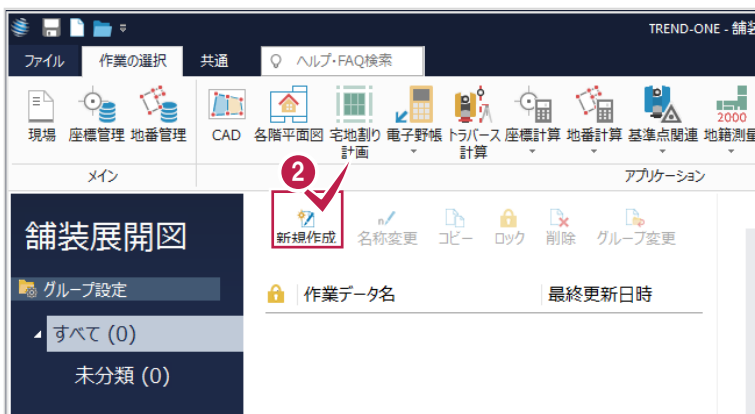 TREND-ONE - 舗装
ファイル 作業の選択 共通 ヘルプ・FAQ検索
現場 座標管理 地番管理 CAD 各階平面図 宅地割り 電子野帳 トラバース 座標計算 地番計算 基準点関連 地籍測量
計画 計算
2000
メイン アプリケーション
2
舗装展開図
新規作成 名称変更 コピー ロック 削除 グループ変更
グループ設定
作業データ名 最終更新日時
すべて (0)
未分類 (0)